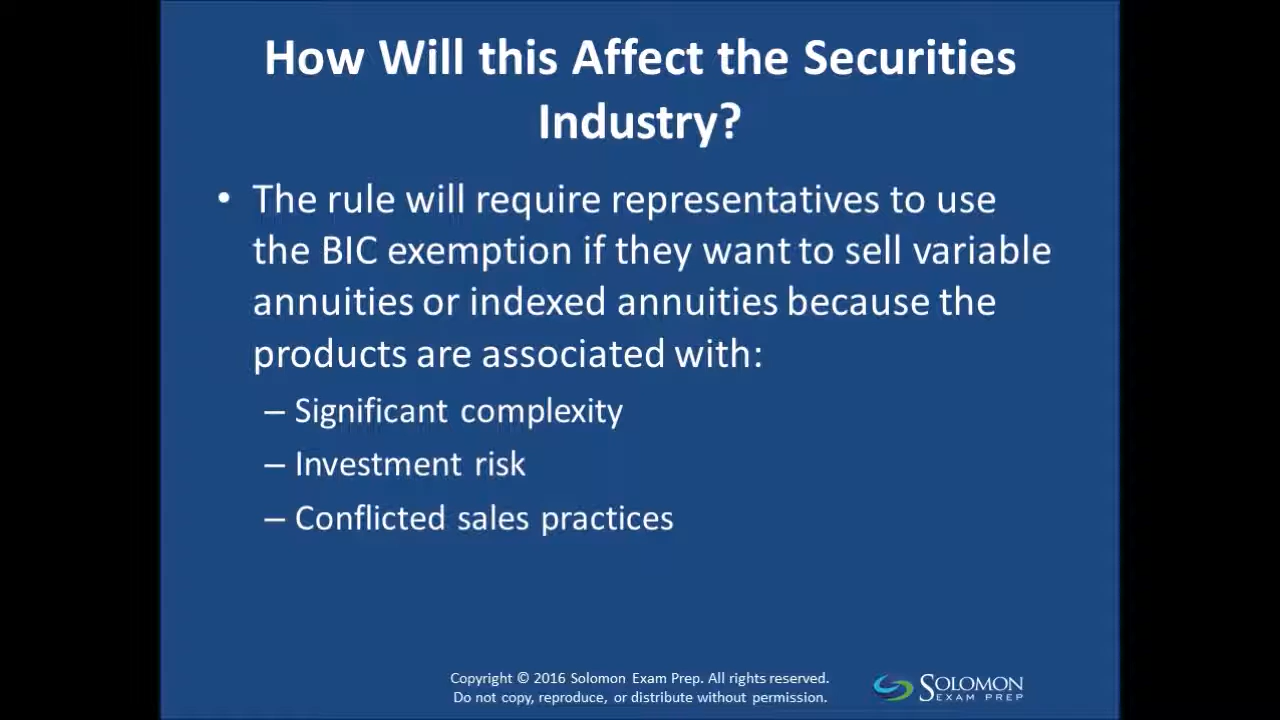 How Will this Affect the Securities
Industry?
• The rule will require representatives to use
the BIC exemption if they want to sell variable
annuities or indexed annuities because the
products are associated with:
– Significant complexity
– Investment risk
– Conflicted sales practices
Copyright © 2016 Solomon Exam Prep. All rights reserved.
Do not copy, reproduce, or distribute without permission.
SOLOMON
EXAM PREP